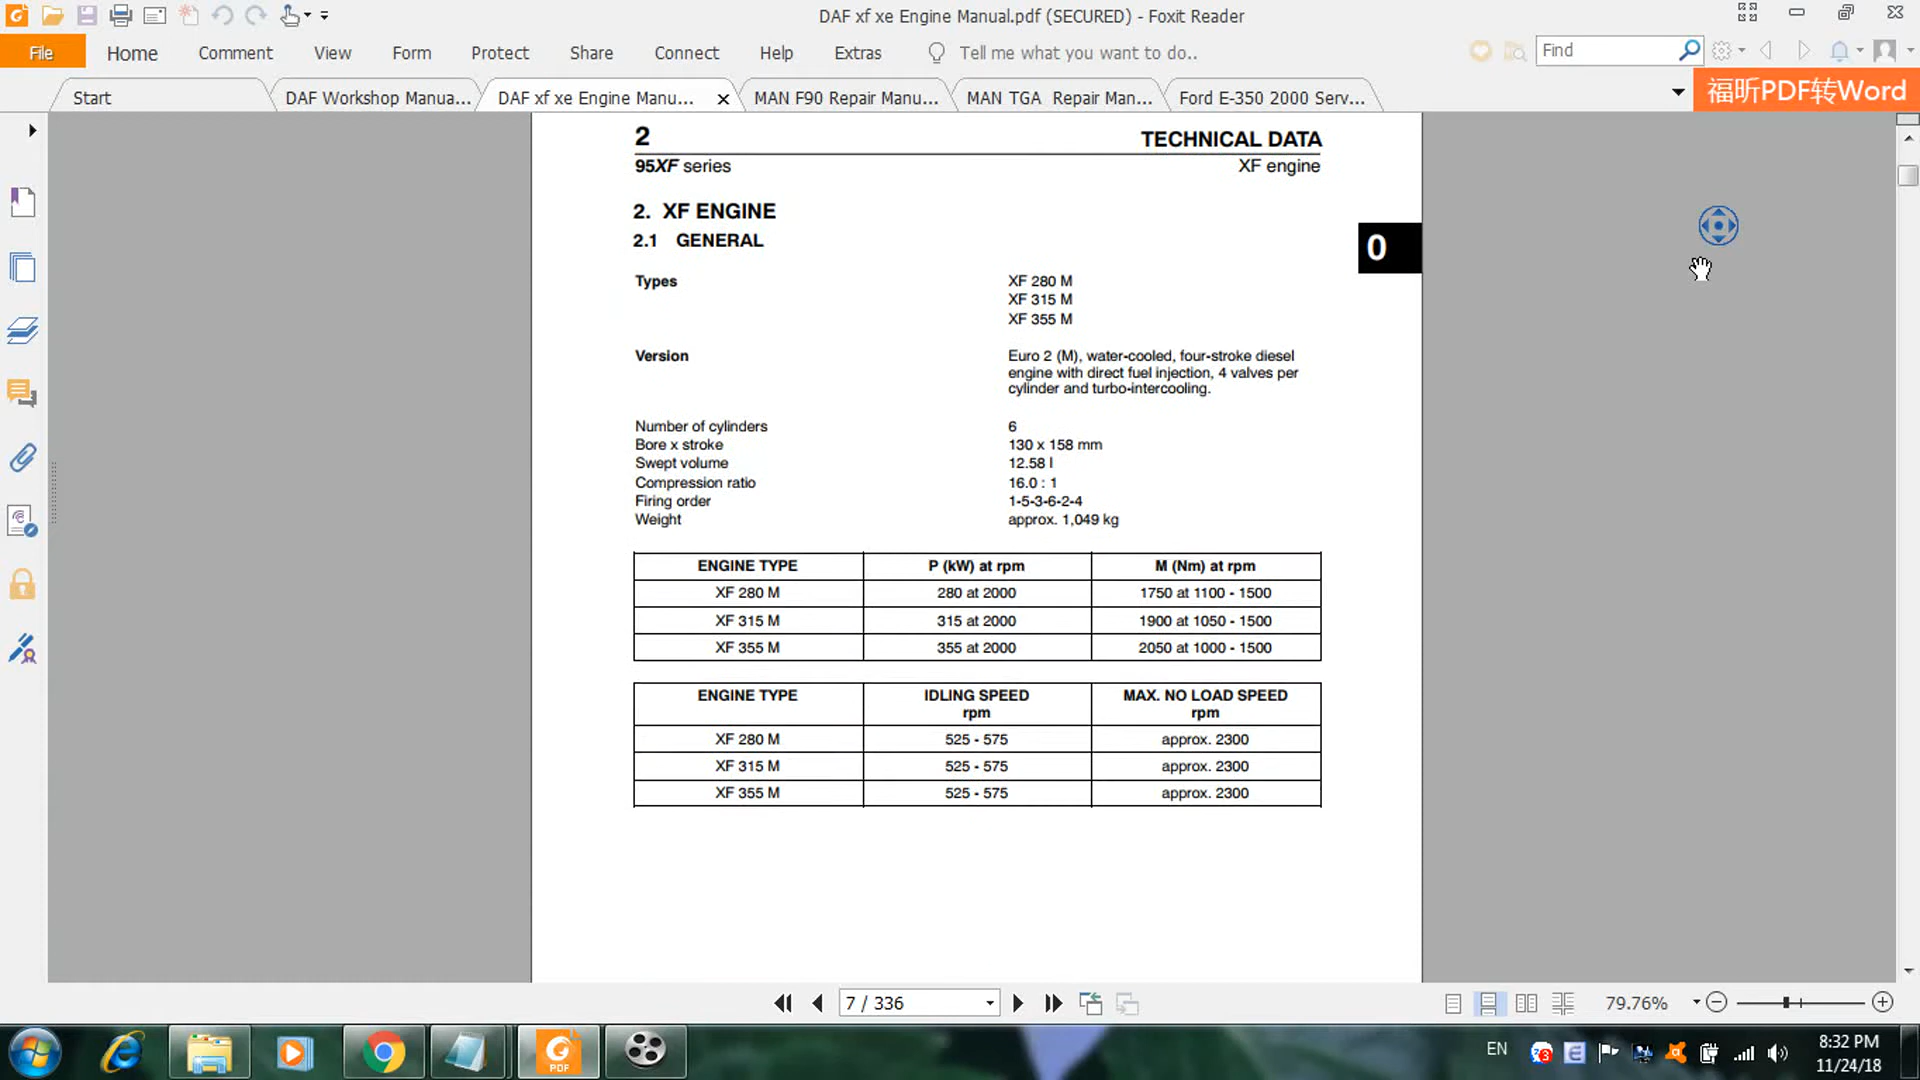 DAF xf xe Engine Manual.pdf (SECURED) - Foxit Reader
File Home Comment View Form Protect Share Connect Help Extras Tell me what you want to do.. Find
Start DAF Workshop Manua... DAF xf xe Engine Manu... MAN F90 Repair Manu... MAN TGA Repair Man... Ford E-350 2000 Serv... 福昕PDF转Word
2 TECHNICAL DATA
95XF series XF engine
2. XF ENGINE
2.1 GENERAL
0
Types XF 280 M
XF 315 M
XF 355 M
Version Euro 2 (M), water-cooled, four-stroke diesel
engine with direct fuel injection, 4 valves per
cylinder and turbo-intercooling.
Number of cylinders 6
Bore x stroke 130 x 158 mm
Swept volume 12.58 l
Compression ratio 16.0 : 1
Firing order 1-5-3-6-2-4
Weight approx. 1,049 kg
ENGINE TYPE P (kW) at rpm M (Nm) at rpm
XF 280 M 280 at 2000 1750 at 1100 - 1500
XF 315 M 315 at 2000 1900 at 1050 - 1500
XF 355 M 355 at 2000 2050 at 1000 - 1500
ENGINE TYPE IDLING SPEED MAX. NO LOAD SPEED
rpm rpm
XF 280 M 525 - 575 approx. 2300
XF 315 M 525 - 575 approx. 2300
XF 355 M 525 - 575 approx. 2300
7 / 336 79.76%
PDF
EN 8:32 PM
11/24/18